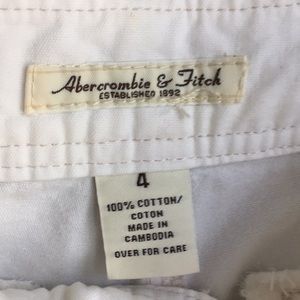 Abercrombie & Fitch
ESTABLISHED 1892
4
100% COTTON/
COTON
MADE IN
CAMBODIA
OVER FOR CARE